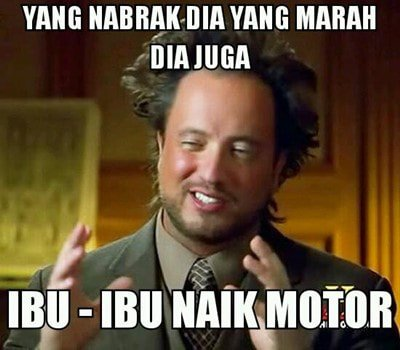 YANG NABRAK DIA YANG MARAH
DIA JUGA
IBU - IBU NAIK MOTOR